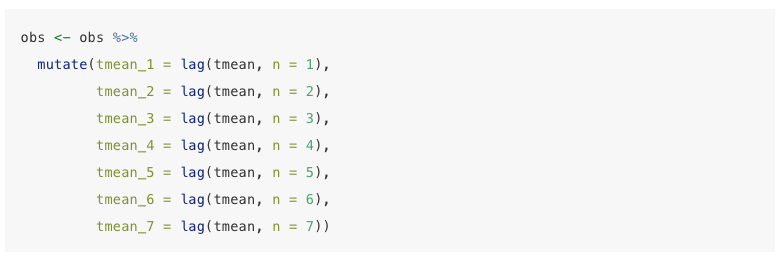 obs <- obs %>%
  mutate(tmean_1 = lag(tmean, n = 1),
         tmean_2 = lag(tmean, n = 2),
         tmean_3 = lag(tmean, n = 3),
         tmean_4 = lag(tmean, n = 4),
         tmean_5 = lag(tmean, n = 5),
         tmean_6 = lag(tmean, n = 6),
         tmean_7 = lag(tmean, n = 7))